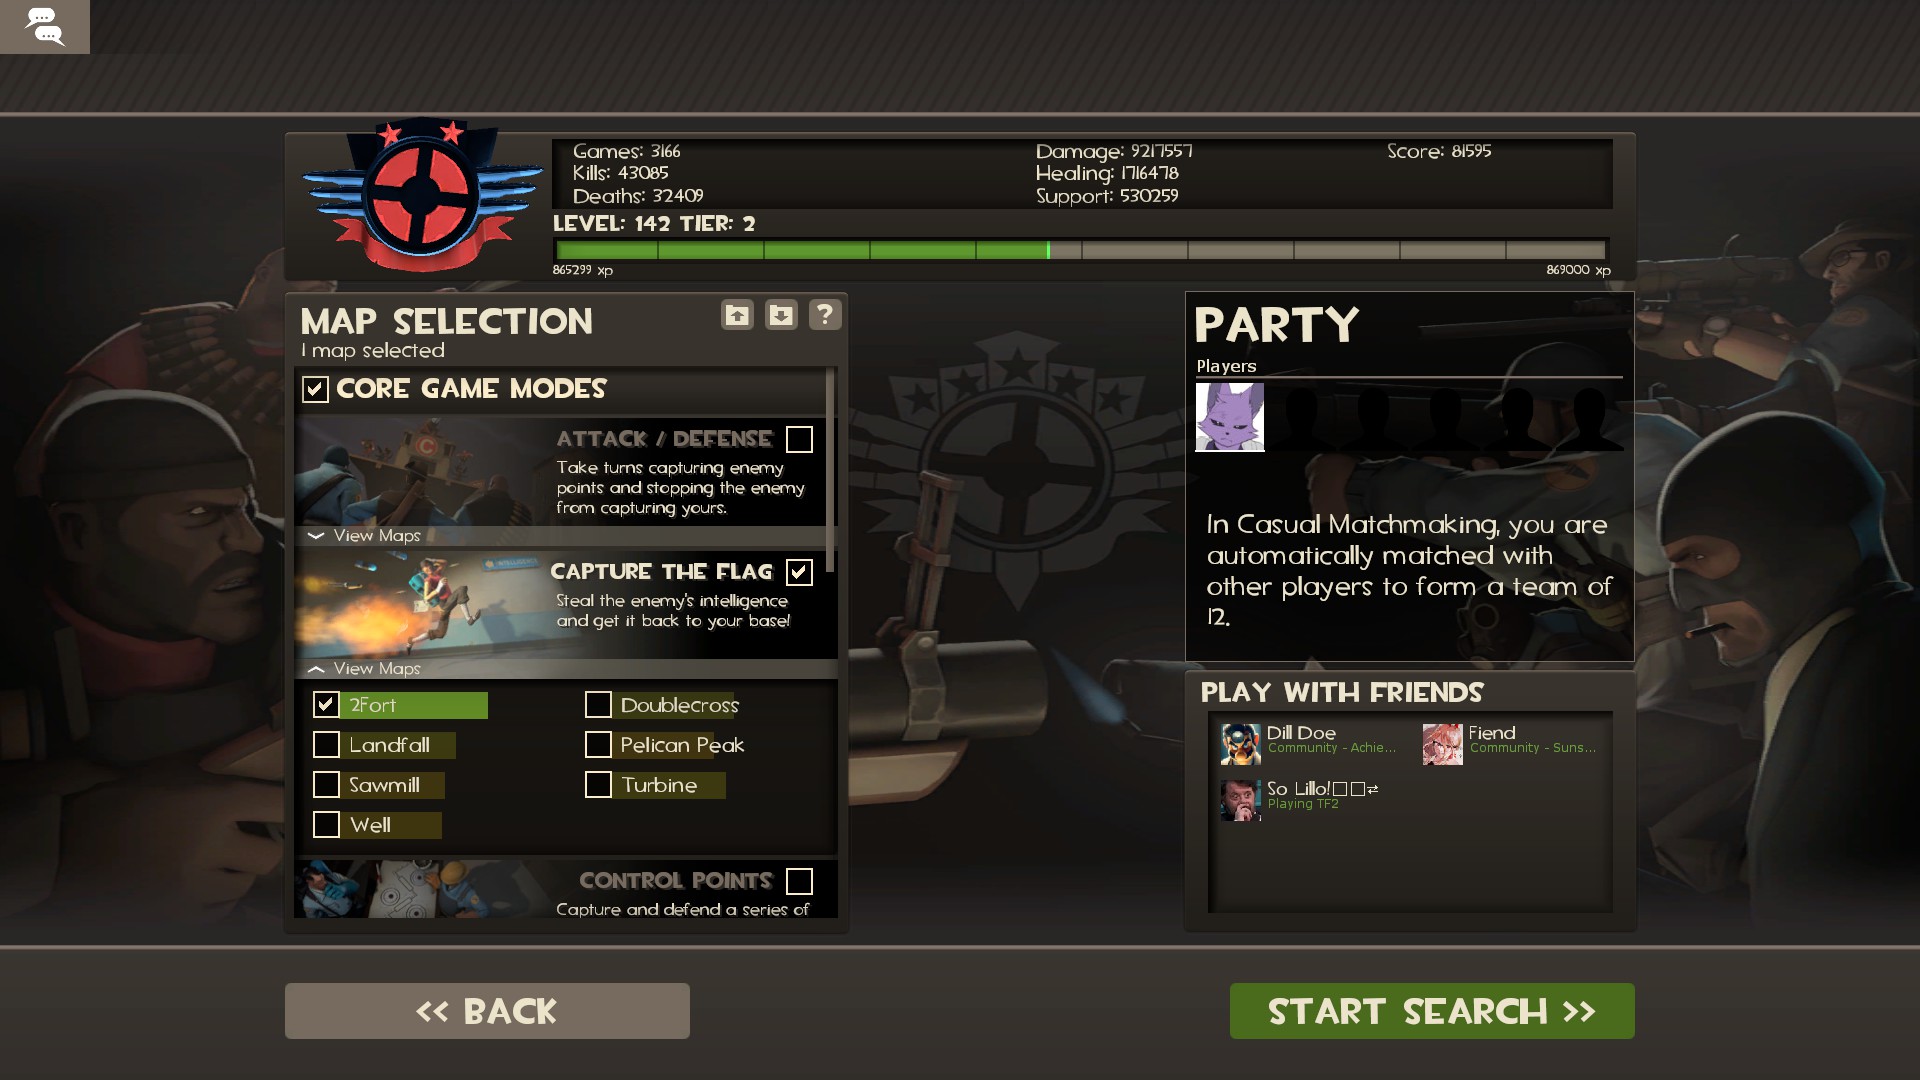 Games: 3166
Kills: 43085
Deaths: 32409
Damage: 9217557
Healing: 1716478
Support: 530259
Score: 81595
LEVEL: 142 TIER: 2
865299 xp
869000 xp
MAP SELECTION
1 map selected
?
CORE GAME MODES
ATTACK / DEFENSE
Take turns capturing enemy
points and stopping the enemy
from capturing yours.
View Maps
CAPTURE THE FLAG
Steal the enemy's intelligence
and get it back to your base!
View Maps
2Fort
Doublecross
Landfall
Pelican Peak
Sawmill
Turbine
Well
CONTROL POINTS
Capture and defend a series of
PARTY
Players
In Casual Matchmaking, you are
automatically matched with
other players to form a team of
12.
PLAY WITH FRIENDS
Dill Doe
Community - Achie...
Fiend
Community - Suns...
So Lillo!□□⇄
Playing TF2
<< BACK
START SEARCH >>